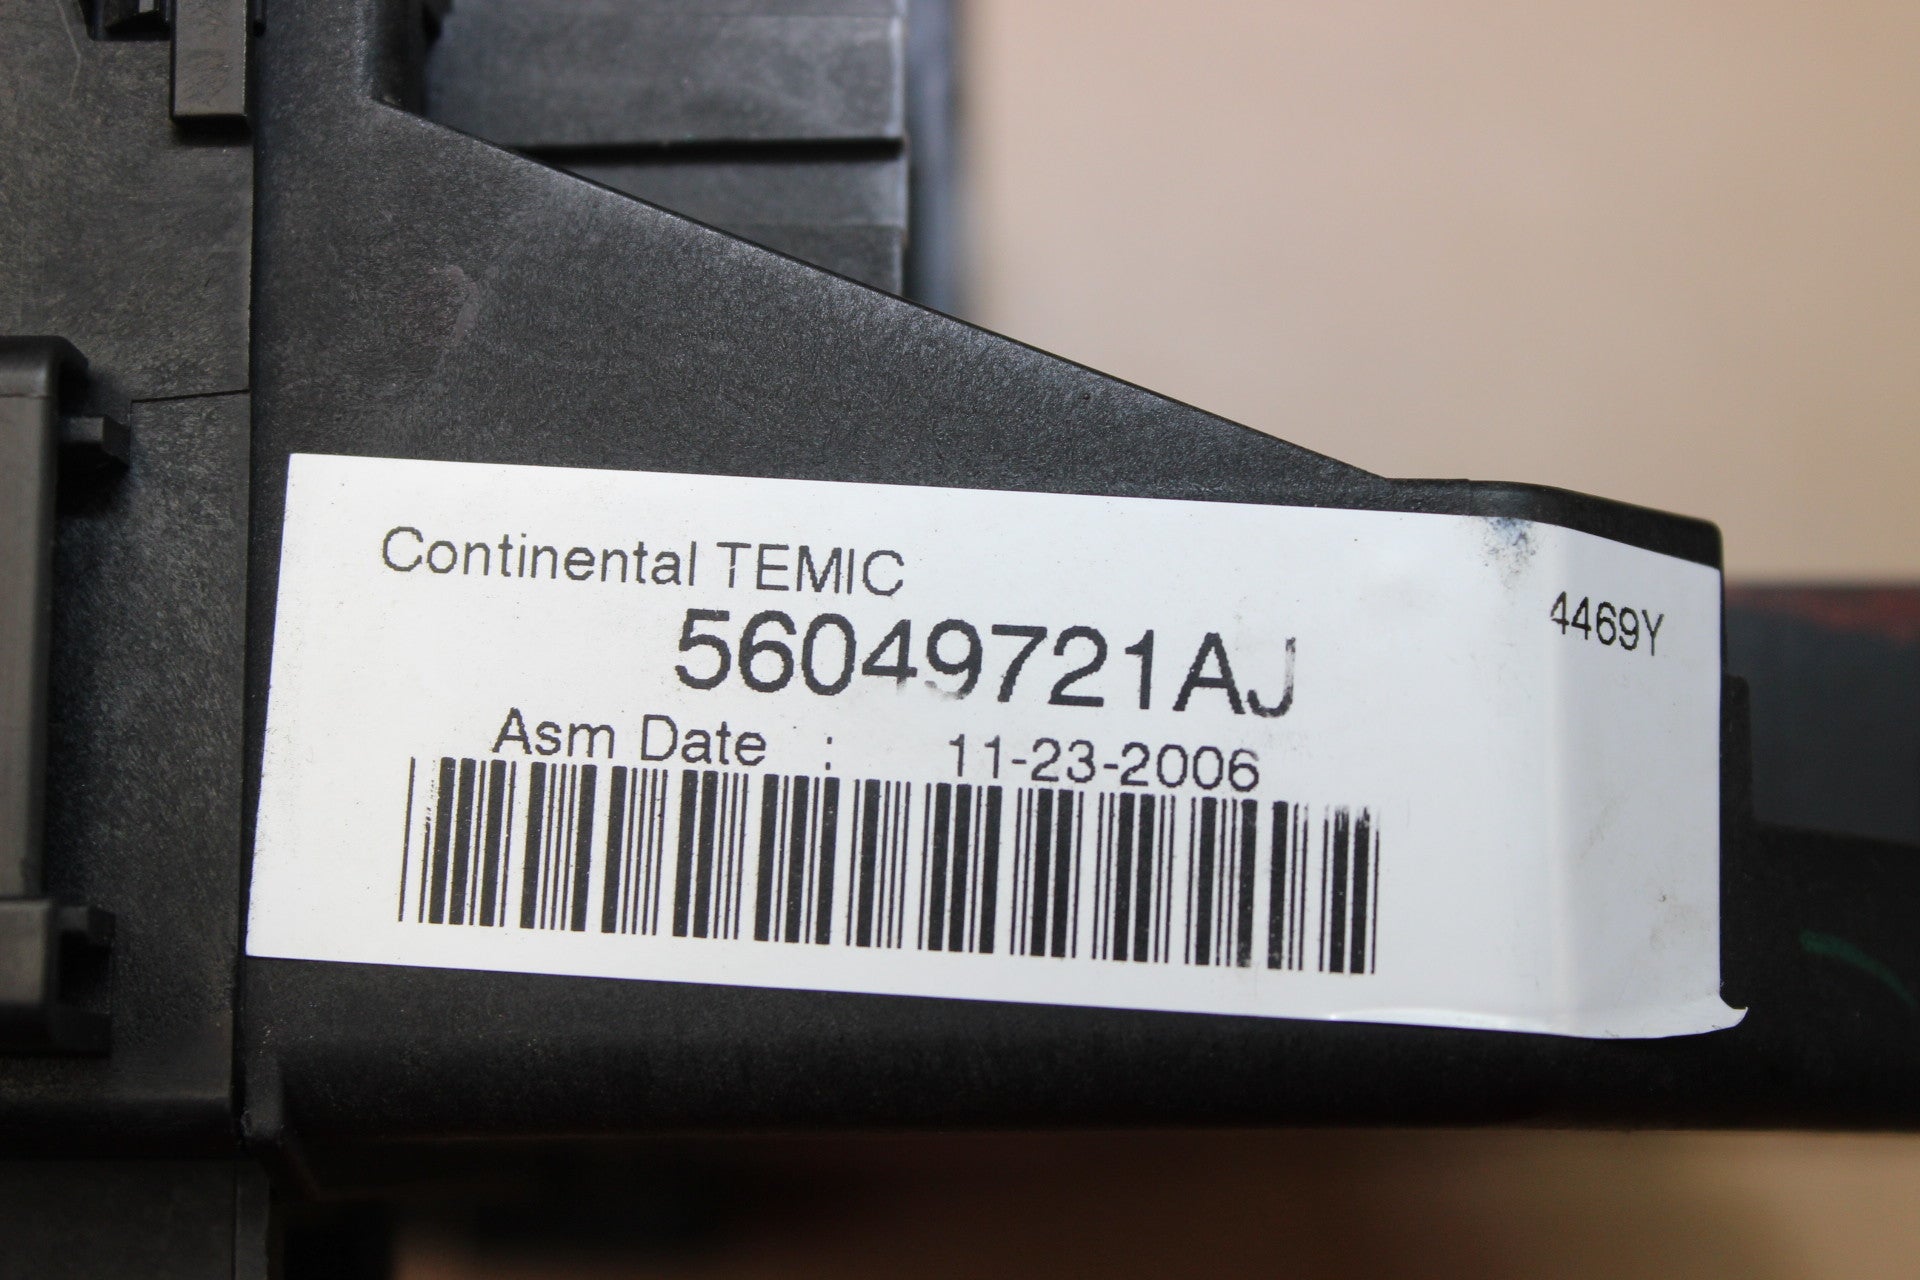 Continental TEMIC
4469Y
56049721AJ
Asm Date : 11-23-2006